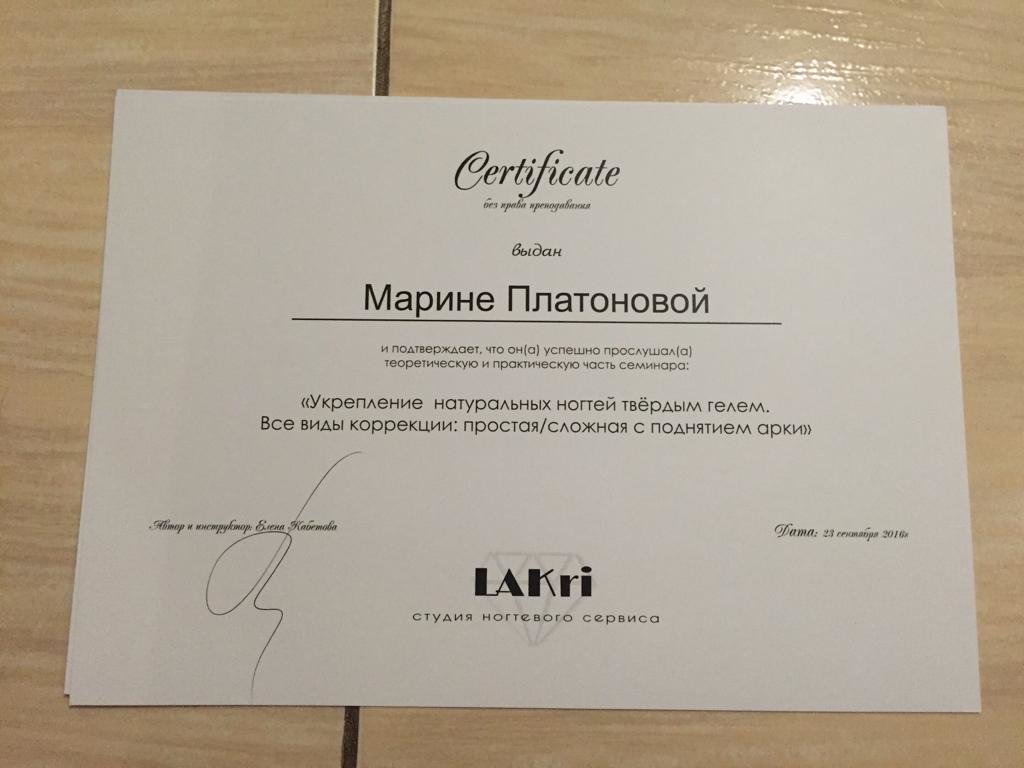 Certificate
без права преподавания
выдан
Марине Платоновой
и подтверждает, что он(а) успешно прослушал(а)
теоретическую и практическую часть семинара:
«Укрепление натуральных ногтей твёрдым гелем.
Все виды коррекции: простая/сложная с поднятием арки»
Автор и инструктор: Елена Кабетова
Дата: 23 сентября 2016г
LAKri
студия ногтевого сервиса